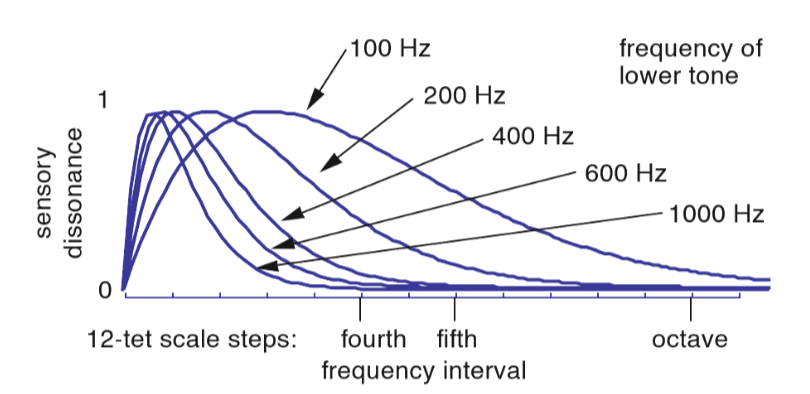 100 Hz
frequency of
lower tone
200 Hz
1
400 Hz
600 Hz
sensory
dissonance
1000 Hz
0
12-tet scale steps:
fourth
fifth
octave
frequency interval